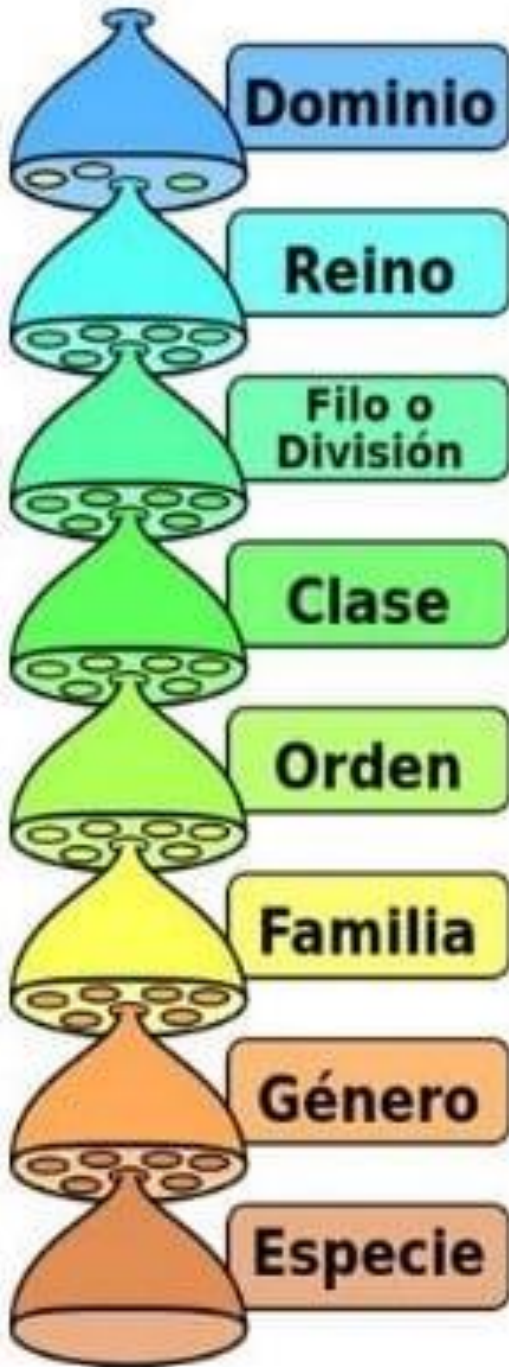 Dominio
Reino
Filo o
División
Clase
Orden
Familia
Género
Especie